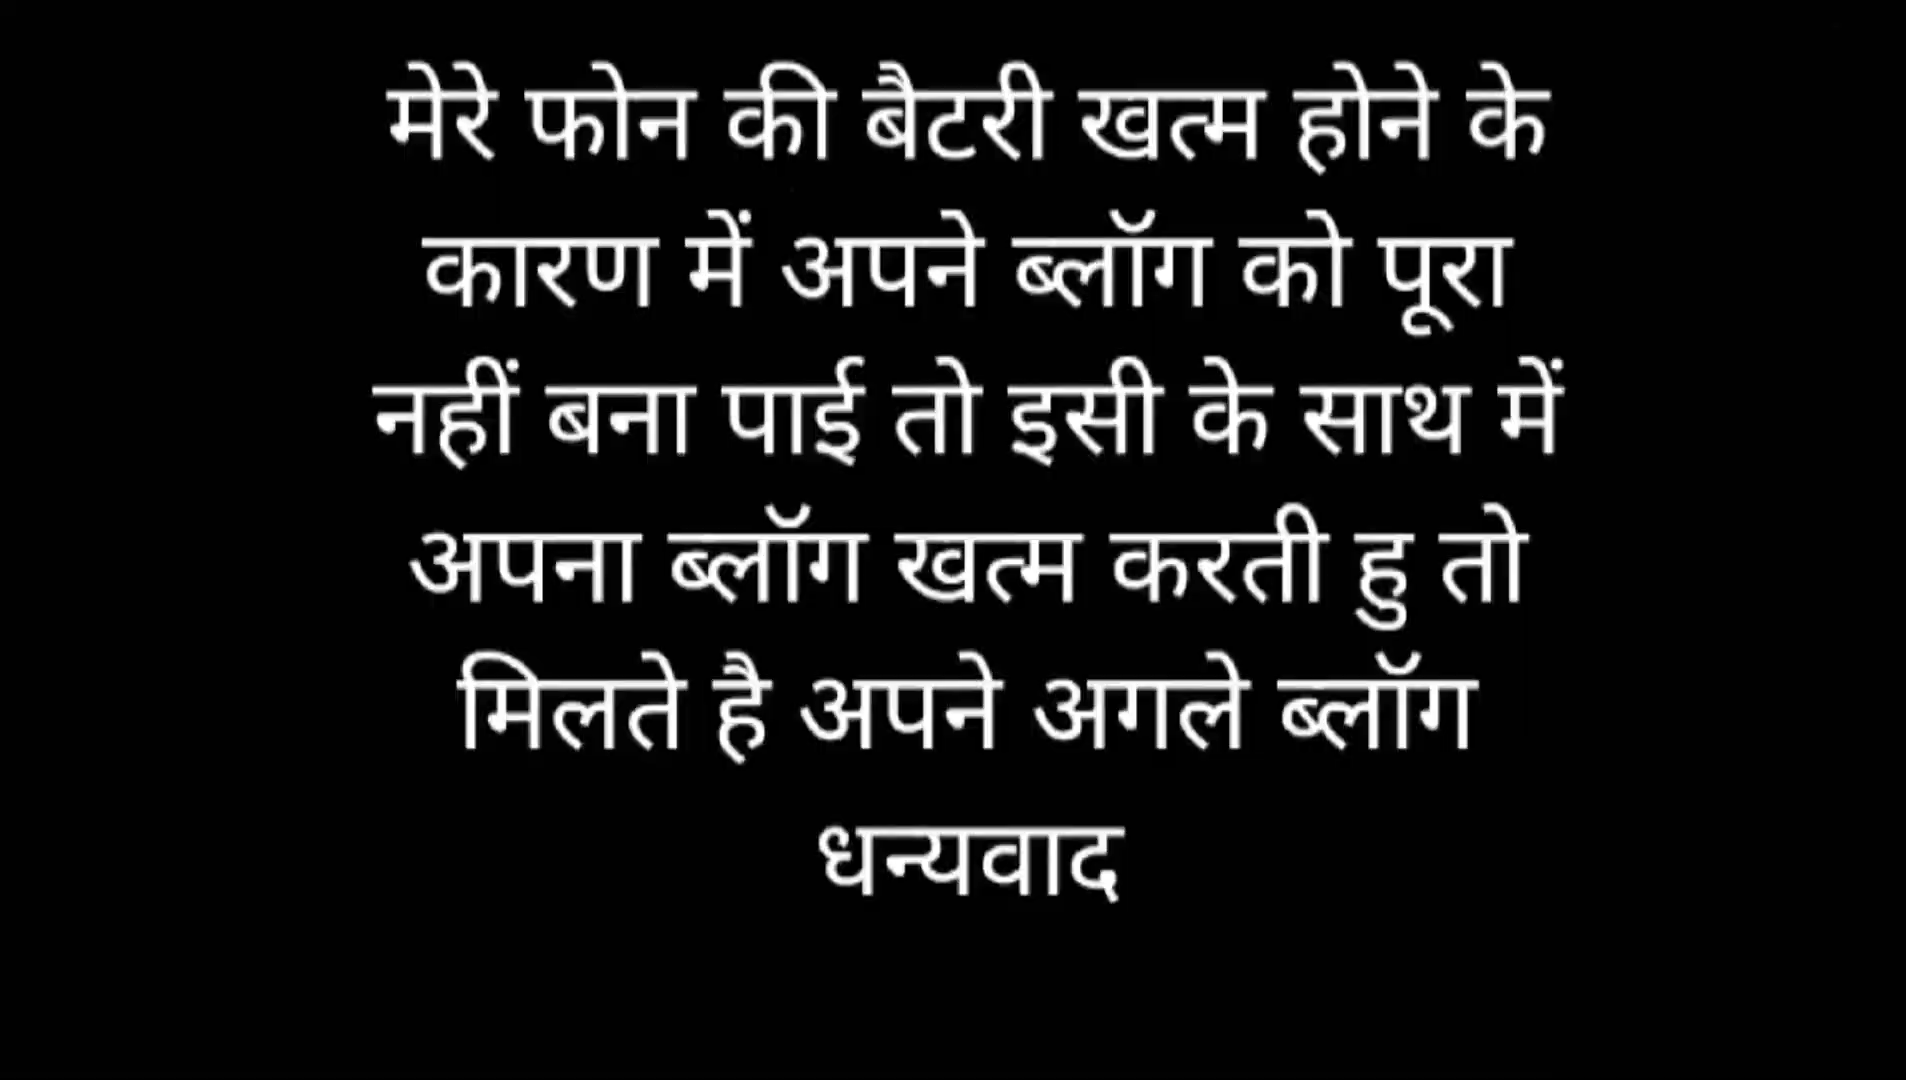 मेरे फोन की बैटरी खत्म होने के
कारण में अपने ब्लॉग को पूरा
नहीं बना पाई तो इसी के साथ में
अपना ब्लॉग खत्म करती हु तो
मिलते है अपने अगले ब्लॉग
धन्यवाद